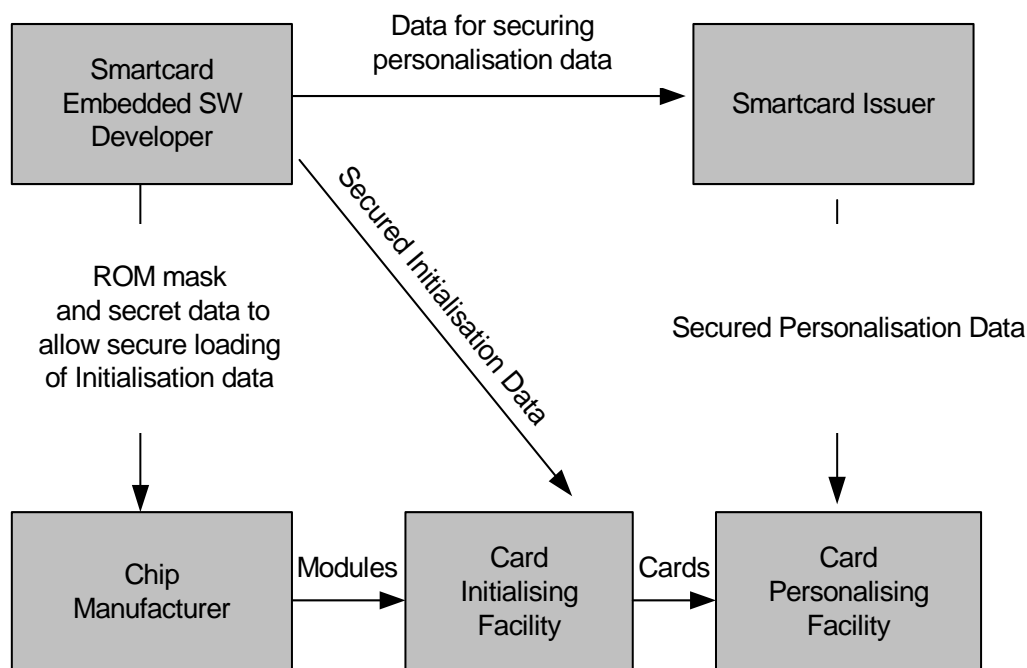 Smartcard
Embedded SW
Developer
Data for securing
personalisation data
Smartcard Issuer
Secured Initialisation Data
ROM mask
and secret data to
allow secure loading
of Initialisation data
Secured Personalisation Data
Chip
Manufacturer
Modules
Card
Initialising
Facility
Cards
Card
Personalising
Facility